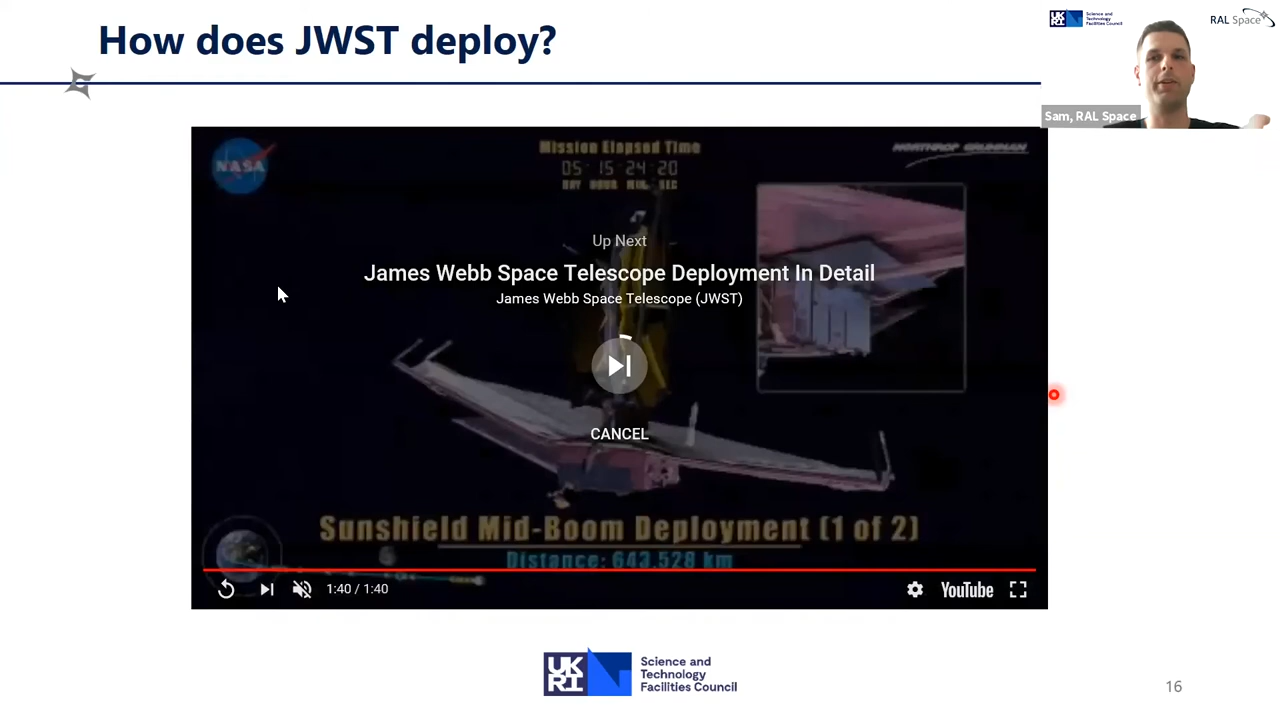 How does JWST deploy?
Science and
Technology
Facilities Council
RAL Space
Sam, RAL Space
NASA
Mission Elapsed Time
05:15:24:20
DAY HOUR MIN SEC
NORTHROP GRUMMAN
Up Next
James Webb Space Telescope Deployment In Detail
James Webb Space Telescope (JWST)
CANCEL
Sunshield Mid-Boom Deployment (1 of 2)
Distance: 643,528 km
1:40 / 1:40
YouTube
UK
RI
Science and
Technology
Facilities Council
16